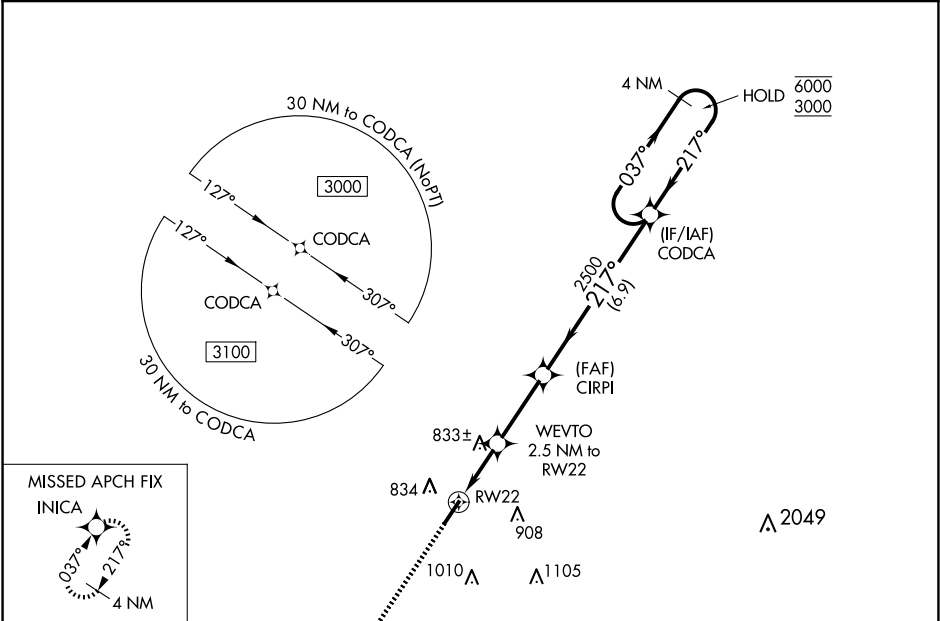 30 NM to CODCA (NoPT)
3000
127°
CODCA
307°
127°
CODCA
307°
3100
30 NM to CODCA
4 NM
HOLD
6000
3000
037°
217°
(IF/IAF)
CODCA
2500
217°
(6.9)
(FAF)
CIRPI
833±
WEVTO
2.5 NM to
RW22
834
RW22
908
2049
1010
1105
MISSED APCH FIX
INICA
037°
217°
4 NM